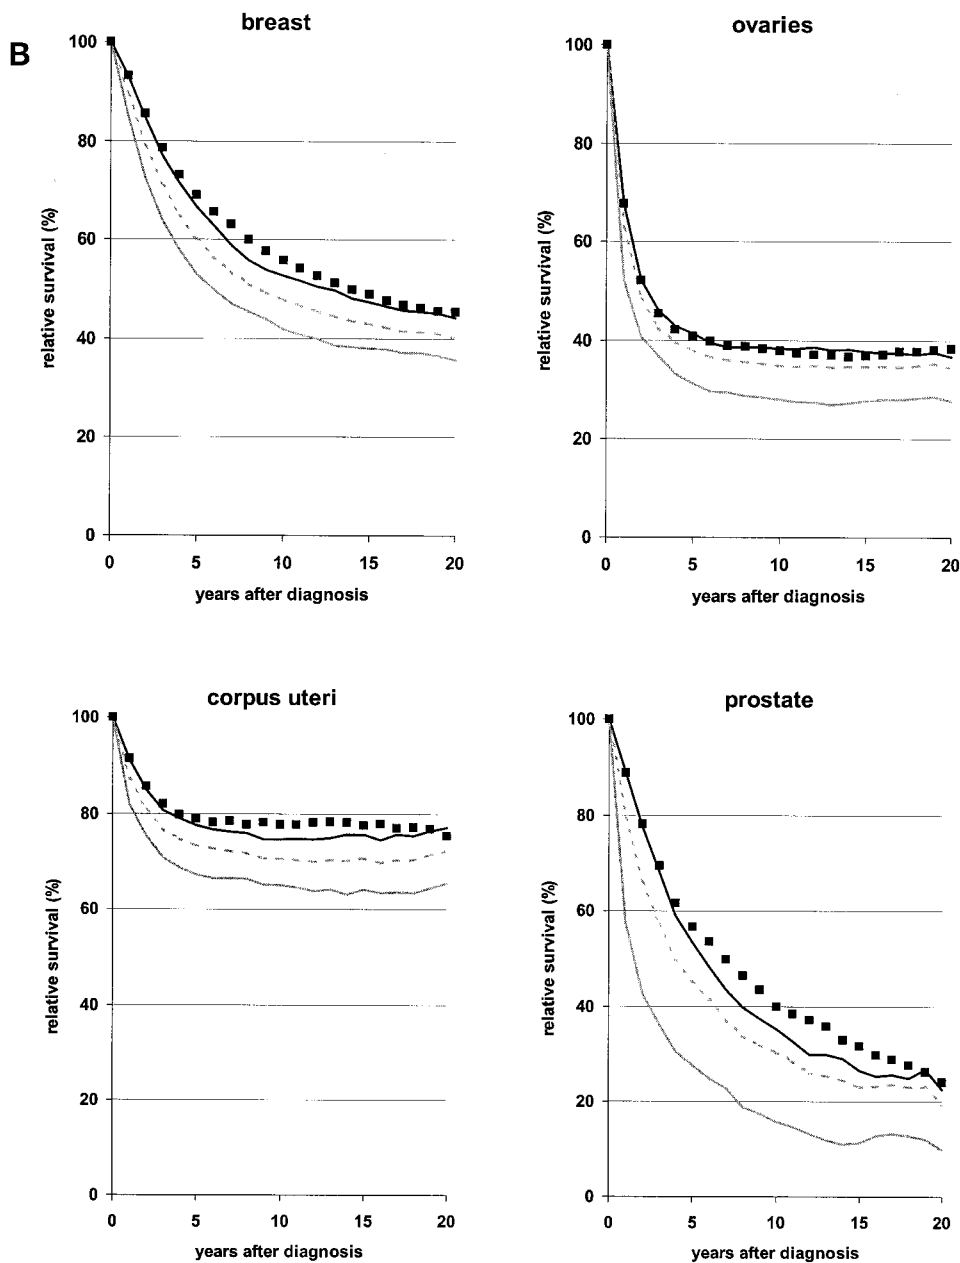 B
breast
100
80
60
40
20
0
relative survival (%)
0 5 10 15 20
years after diagnosis
ovaries
100
80
60
40
20
0
relative survival (%)
0 5 10 15 20
years after diagnosis
corpus uteri
100
80
60
40
20
0
relative survival (%)
0 5 10 15 20
years after diagnosis
prostate
100
80
60
40
20
0
relative survival (%)
0 5 10 15 20
years after diagnosis